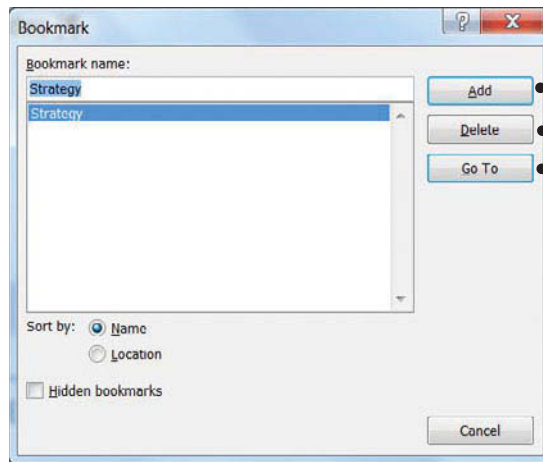 Bookmark
Bookmark name:
Strategy
Strategy
Add
Delete
Go To
Sort by:
Name
Location
Hidden bookmarks
Cancel